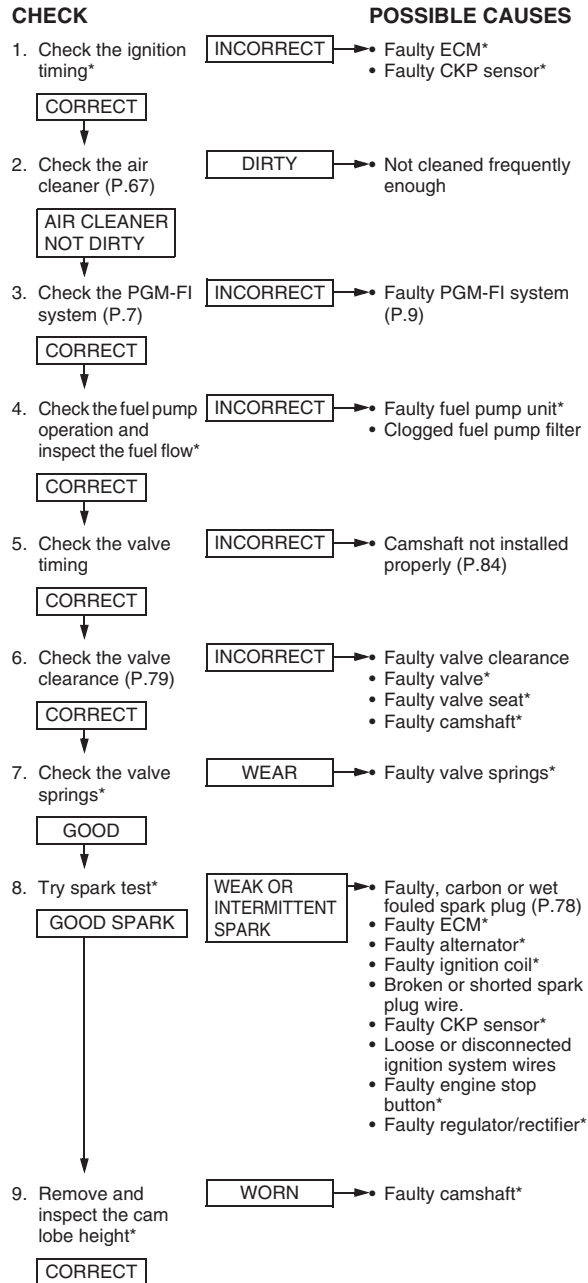 CHECK
POSSIBLE CAUSES
1. Check the ignition
timing*
INCORRECT
• Faulty ECM*
• Faulty CKP sensor*
CORRECT
2. Check the air
cleaner (P.67)
DIRTY
• Not cleaned frequently
enough
AIR CLEANER
NOT DIRTY
3. Check the PGM-FI
system (P.7)
INCORRECT
• Faulty PGM-FI system
(P.9)
CORRECT
4. Check the fuel pump
operation and
inspect the fuel flow*
INCORRECT
• Faulty fuel pump unit*
• Clogged fuel pump filter
CORRECT
5. Check the valve
timing
INCORRECT
• Camshaft not installed
properly (P.84)
CORRECT
6. Check the valve
clearance (P.79)
INCORRECT
• Faulty valve clearance
• Faulty valve*
• Faulty valve seat*
• Faulty camshaft*
CORRECT
7. Check the valve
springs*
WEAR
• Faulty valve springs*
GOOD
8. Try spark test*
WEAK OR
INTERMITTENT
SPARK
• Faulty, carbon or wet
fouled spark plug (P.78)
• Faulty ECM*
• Faulty alternator*
• Faulty ignition coil*
• Broken or shorted spark
plug wire.
• Faulty CKP sensor*
• Loose or disconnected
ignition system wires
• Faulty engine stop
button*
• Faulty regulator/rectifier*
GOOD SPARK
9. Remove and
inspect the cam
lobe height*
WORN
• Faulty camshaft*
CORRECT